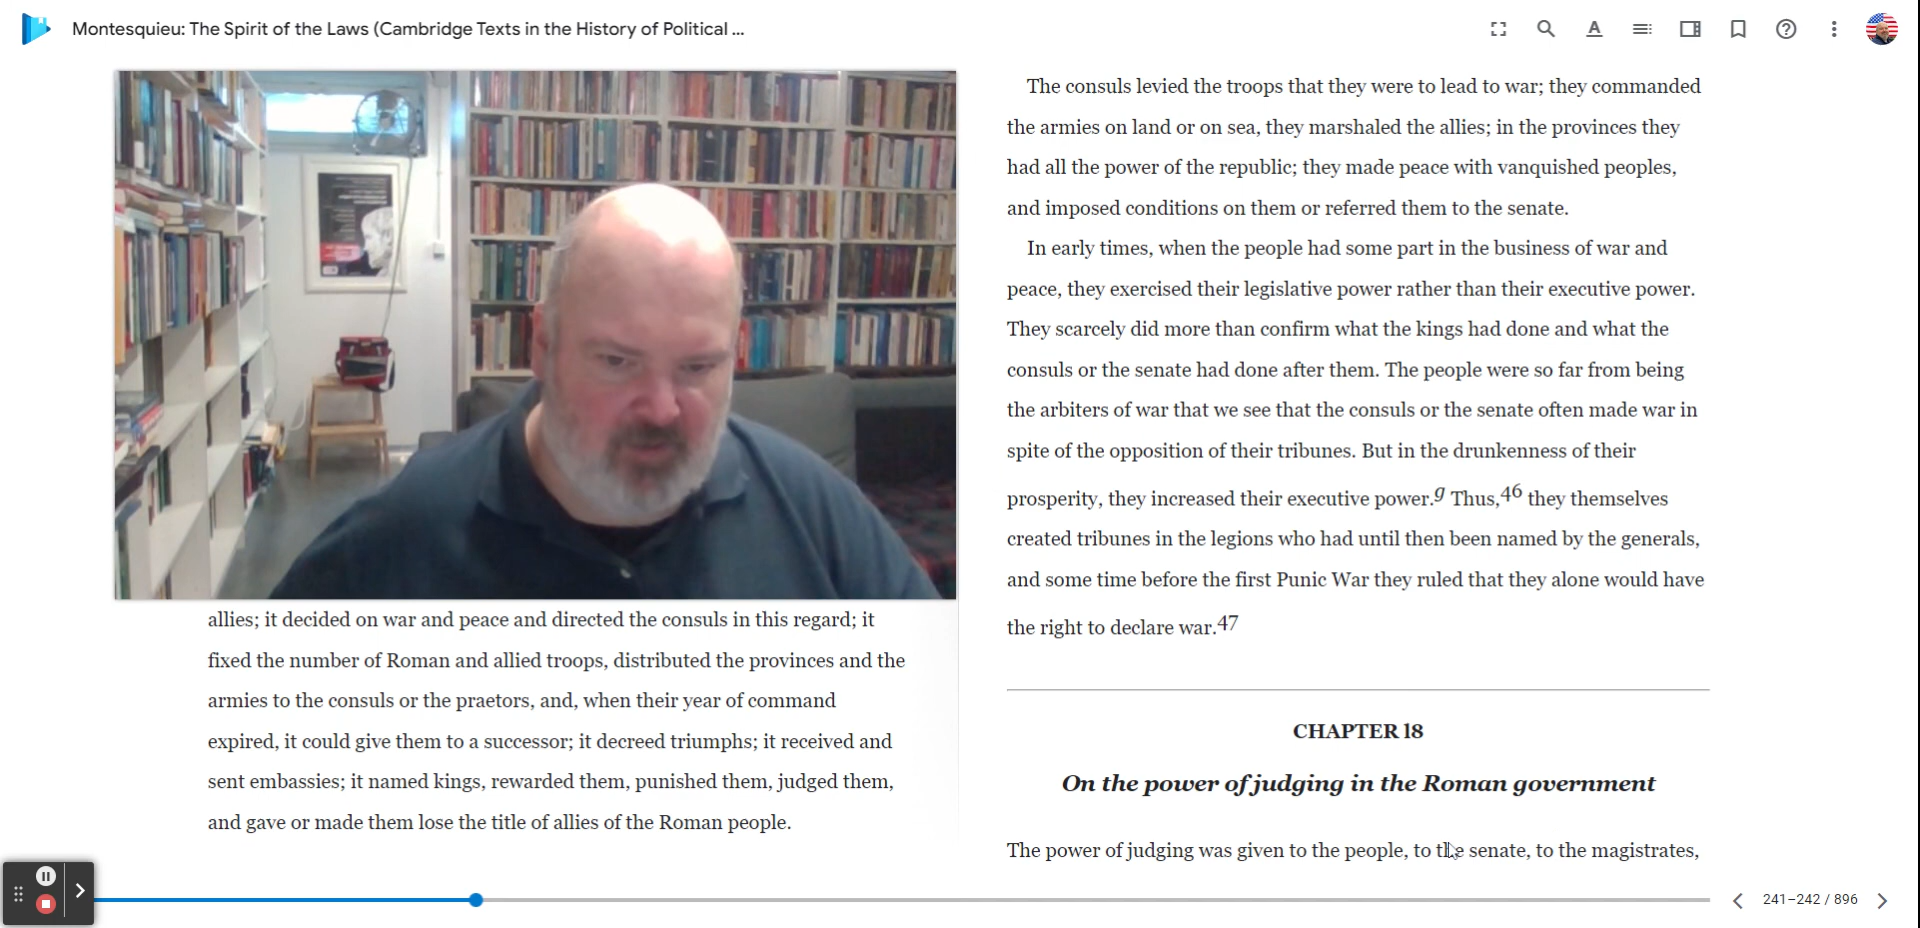 Montesquieu: The Spirit of the Laws (Cambridge Texts in the History of Political ...
allies; it decided on war and peace and directed the consuls in this regard; it
fixed the number of Roman and allied troops, distributed the provinces and the
armies to the consuls or the praetors, and, when their year of command
expired, it could give them to a successor; it decreed triumphs; it received and
sent embassies; it named kings, rewarded them, punished them, judged them,
and gave or made them lose the title of allies of the Roman people.
The consuls levied the troops that they were to lead to war; they commanded
the armies on land or on sea, they marshaled the allies; in the provinces they
had all the power of the republic; they made peace with vanquished peoples,
and imposed conditions on them or referred them to the senate.
In early times, when the people had some part in the business of war and
peace, they exercised their legislative power rather than their executive power.
They scarcely did more than confirm what the kings had done and what the
consuls or the senate had done after them. The people were so far from being
the arbiters of war that we see that the consuls or the senate often made war in
spite of the opposition of their tribunes. But in the drunkenness of their
prosperity, they increased their executive power.g Thus,46 they themselves
created tribunes in the legions who had until then been named by the generals,
and some time before the first Punic War they ruled that they alone would have
the right to declare war.47
CHAPTER 18
On the power of judging in the Roman government
The power of judging was given to the people, to the senate, to the magistrates,
241–242 / 896